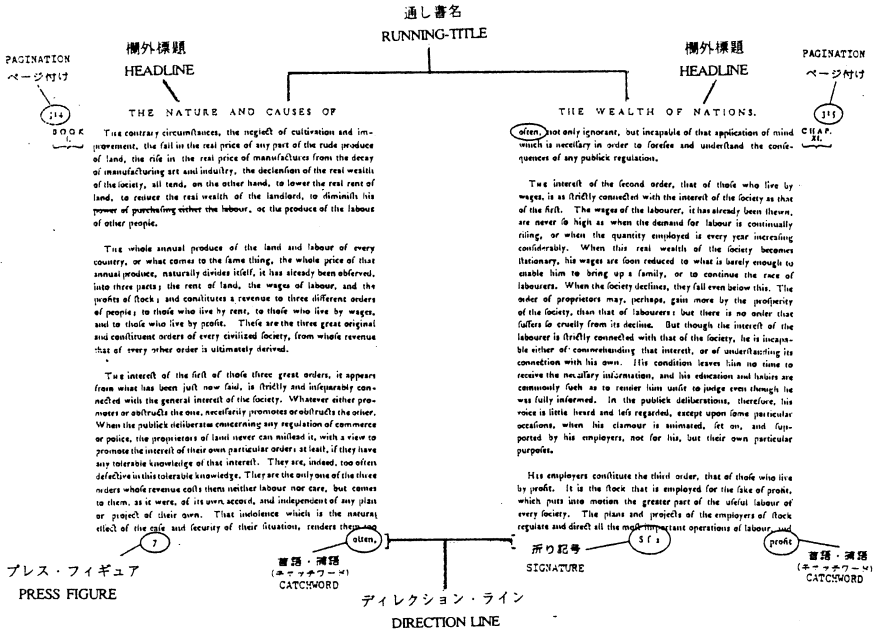 通し書名
RUNNING-TITLE
欄外標題
HEADLINE
欄外標題
HEADLINE
PAGINATION
ページ付け
PAGINATION
ページ付け
314
THE NATURE AND CAUSES OF
BOOK
I.
The contrary circumſtances, the neglect of cultivation and im-
provement, the fall in the real price of any part of the rude produce
of land, the riſe in the real price of manufactures from the decay
of manufacturing art and induſtry, the declenſion of the real wealth
of the ſociety, all tend, on the other hand, to lower the real rent of
land, to reduce the real wealth of the landlord, to diminiſh his
power of purchaſing either the labour, or the produce of the labour
of other people.
The whole annual produce of the land and labour of every
country, or what comes to the ſame thing, the whole price of that
annual produce, naturally divides itſelf, it has already been obſerved,
into three parts; the rent of land, the wages of labour, and the
profits of ſtock; and conſtitutes a revenue to three different orders
of people; to thoſe who live by rent, to thoſe who live by wages,
and to thoſe who live by profit. Theſe are the three great original
and conſtituent orders of every civilized ſociety, from whoſe revenue
that of every other order is ultimately derived.
The intereſt of the firſt of thoſe three great orders, it appears
from what has been juſt now ſaid, is ſtrictly and inſeparably con-
nected with the general intereſt of the ſociety. Whatever either pro-
motes or obſtructs the one, neceſſarily promotes or obſtructs the other.
When the publick deliberates concerning any regulation of commerce
or police, the proprietors of land never can miſlead it, with a view to
promote the intereſt of their own particular order; at leaſt, if they have
any tolerable knowledge of that intereſt. They are, indeed, too often
defective in this tolerable knowledge. They are the only one of the three
orders whoſe revenue coſts them neither labour nor care, but comes
to them, as it were, of its own accord, and independent of any plan
or project of their own. That indolence which is the natural
effect of the eaſe and ſecurity of their ſituation, renders them too
7
often,
THE WEALTH OF NATIONS.
315
CHAP.
XI.
often, not only ignorant, but incapable of that application of mind
which is neceſſary in order to foreſee and underſtand the conſe-
quences of any publick regulation.
The intereſt of the ſecond order, that of thoſe who live by
wages, is as ſtrictly connected with the intereſt of the ſociety as that
of the firſt. The wages of the labourer, it has already been ſhewn,
are never ſo high as when the demand for labour is continually
riſing, or when the quantity employed is every year increaſing
conſiderably. When this real wealth of the ſociety becomes
ſtationary, his wages are ſoon reduced to what is barely enough to
enable him to bring up a family, or to continue the race of
labourers. When the ſociety declines, they fall even below this. The
order of proprietors may, perhaps, gain more by the proſperity
of the ſociety, than that of labourers: but there is no order that
ſuffers ſo cruelly from its decline. But though the intereſt of the
labourer is ſtrictly connected with that of the ſociety, he is incapa-
ble either of comprehending that intereſt, or of underſtanding its
connection with his own. His condition leaves him no time to
receive the neceſſary information, and his education and habits are
commonly ſuch as to render him unfit to judge even though he
was fully informed. In the publick deliberations, therefore, his
voice is little heard and leſs regarded, except upon ſome particular
occaſions, when his clamour is animated, ſet on, and ſup-
ported by his employers, not for his, but their own particular
purpoſes.
His employers conſtitute the third order, that of thoſe who live
by profit. It is the ſtock that is employed for the ſake of profit,
which puts into motion the greater part of the uſeful labour of
every ſociety. The plans and projects of the employers of ſtock
regulate and direct all the moſt important operations of labour, and
S ſ 2
profit
プレス・フィギュア
PRESS FIGURE
(キャッチワード)
CATCHWORD
ディレクション・ライン
DIRECTION LINE
折り記号
SIGNATURE
(キャッチワード)
CATCHWORD